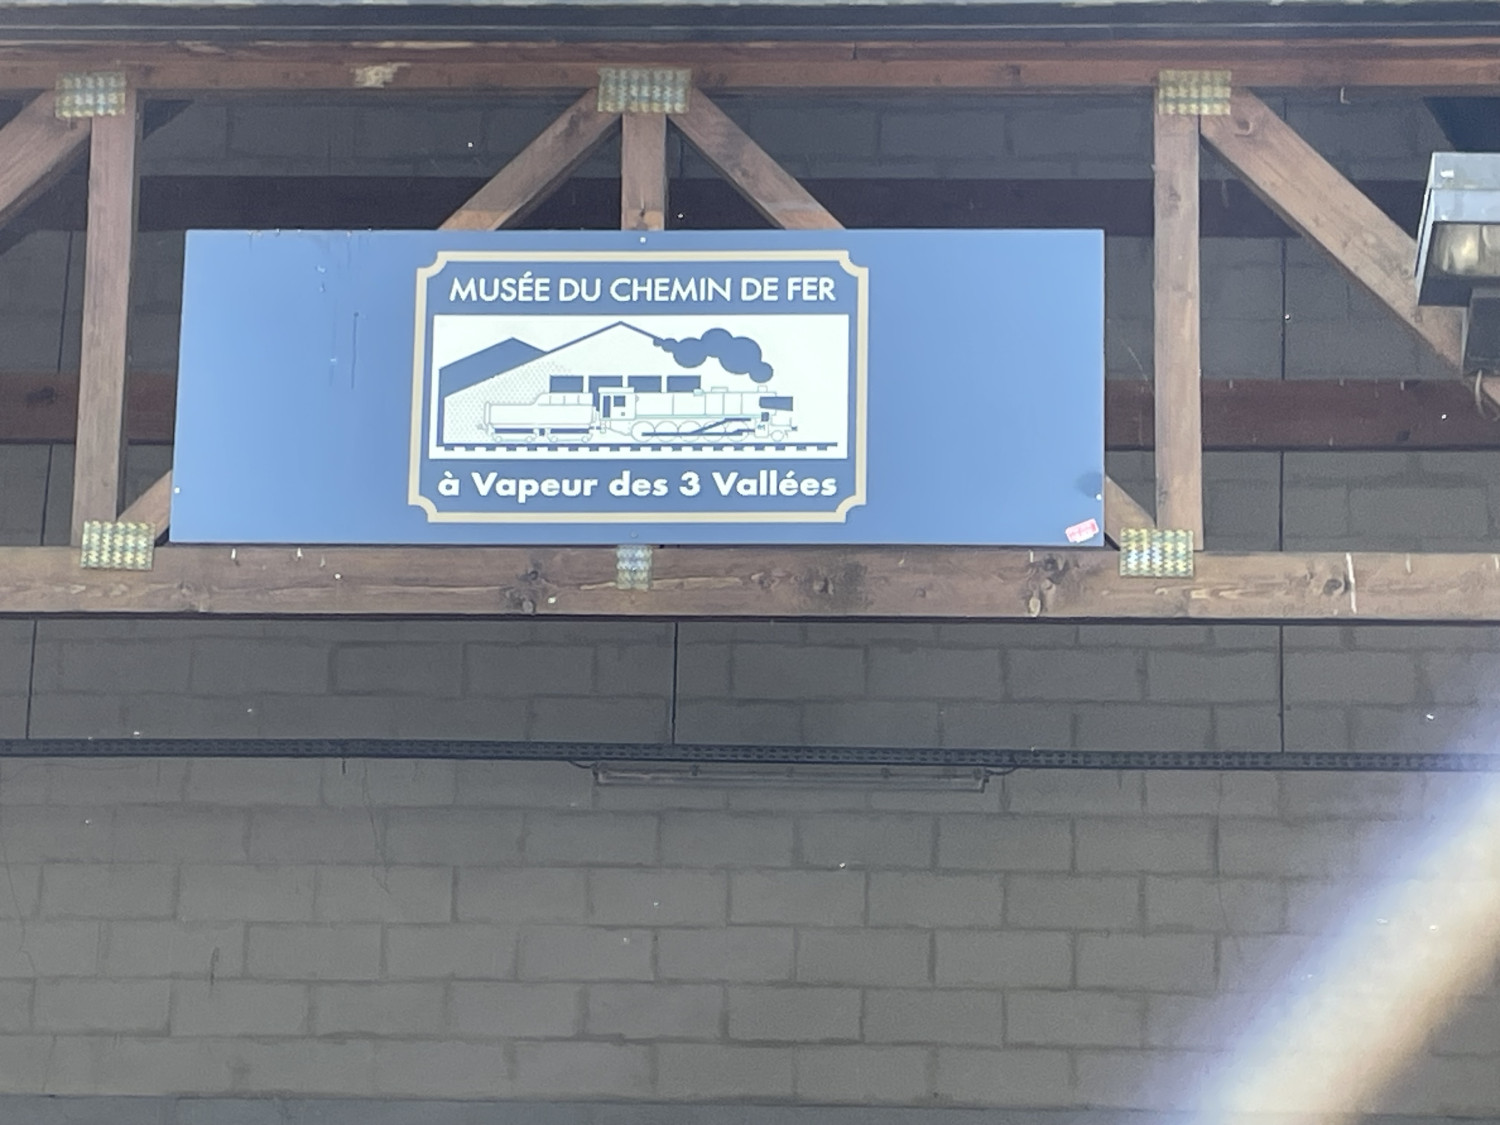 MUSÉE DU CHEMIN DE FER
à Vapeur des 3 Vallées